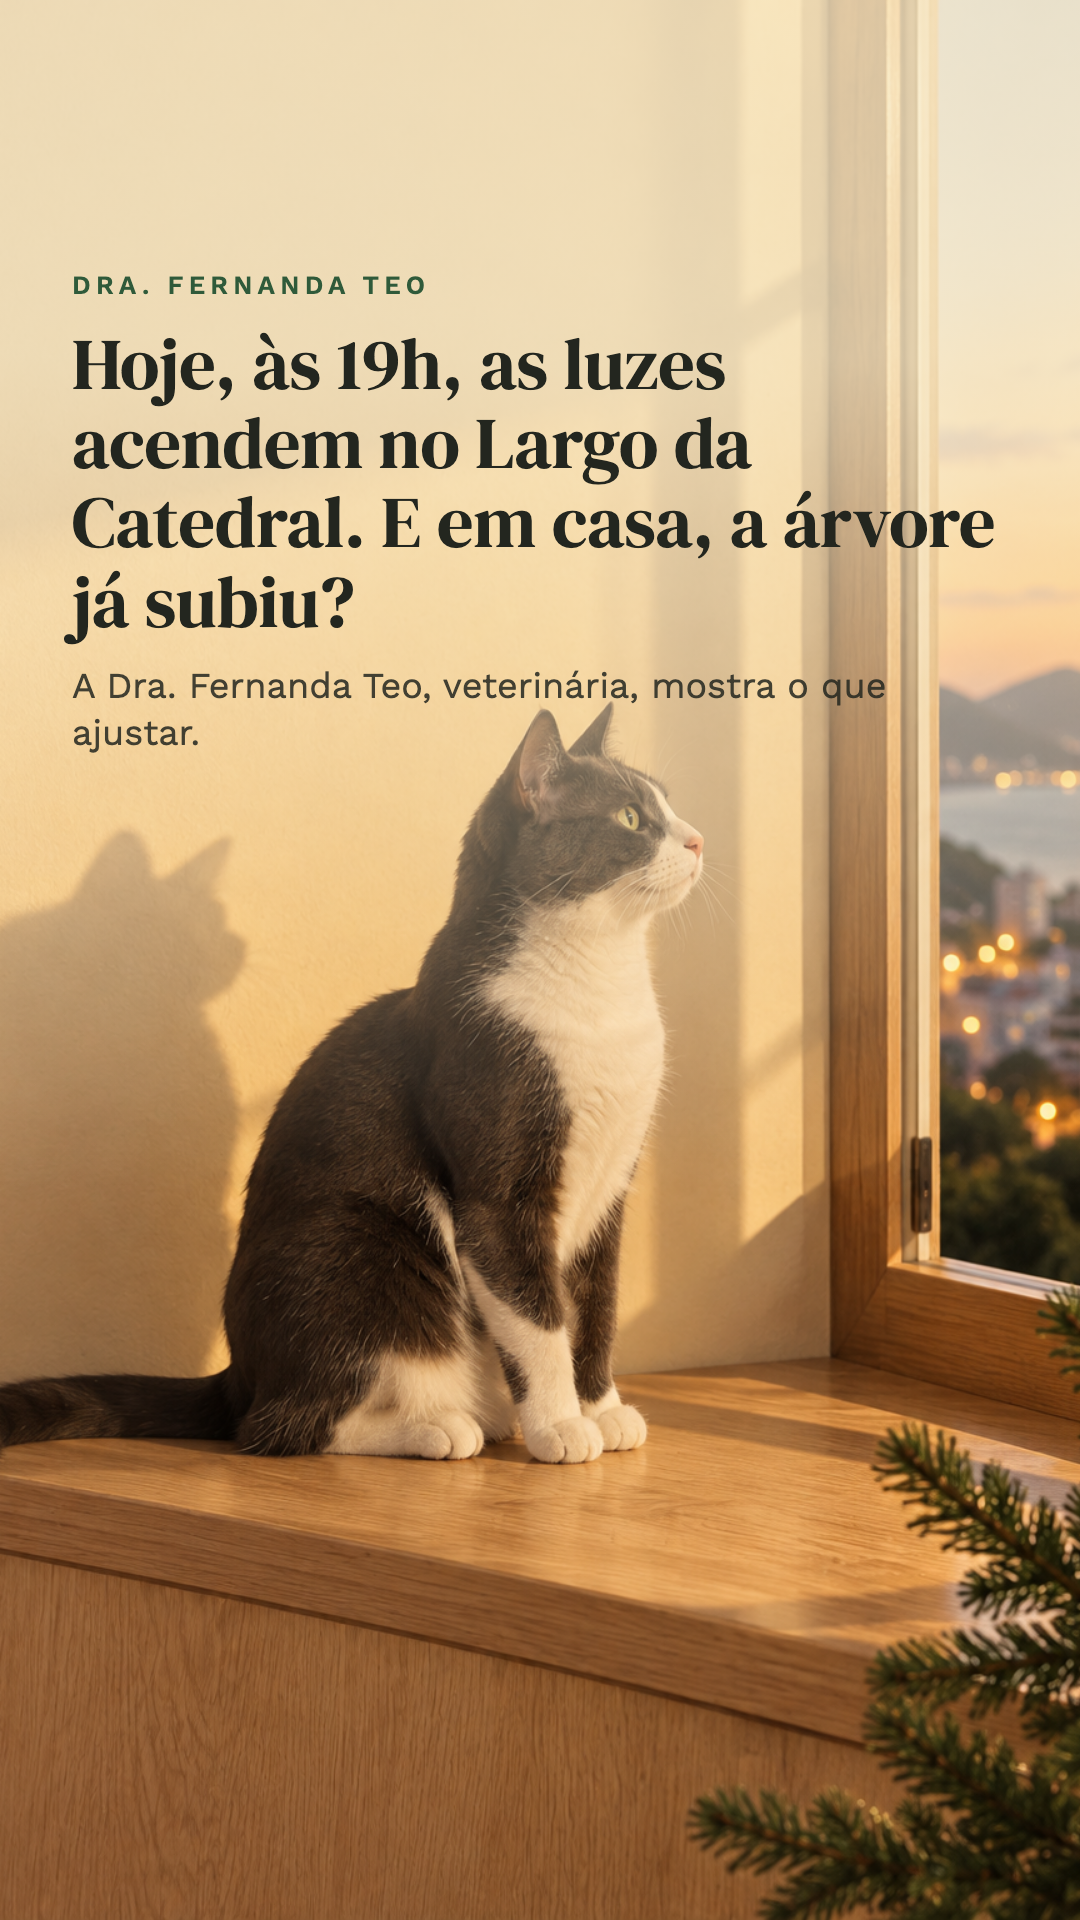 DRA. FERNANDA TEO
Hoje, às 19h, as luzes
acendem no Largo da
Catedral. E em casa, a árvore
já subiu?
A Dra. Fernanda Teo, veterinária, mostra o que
ajustar.